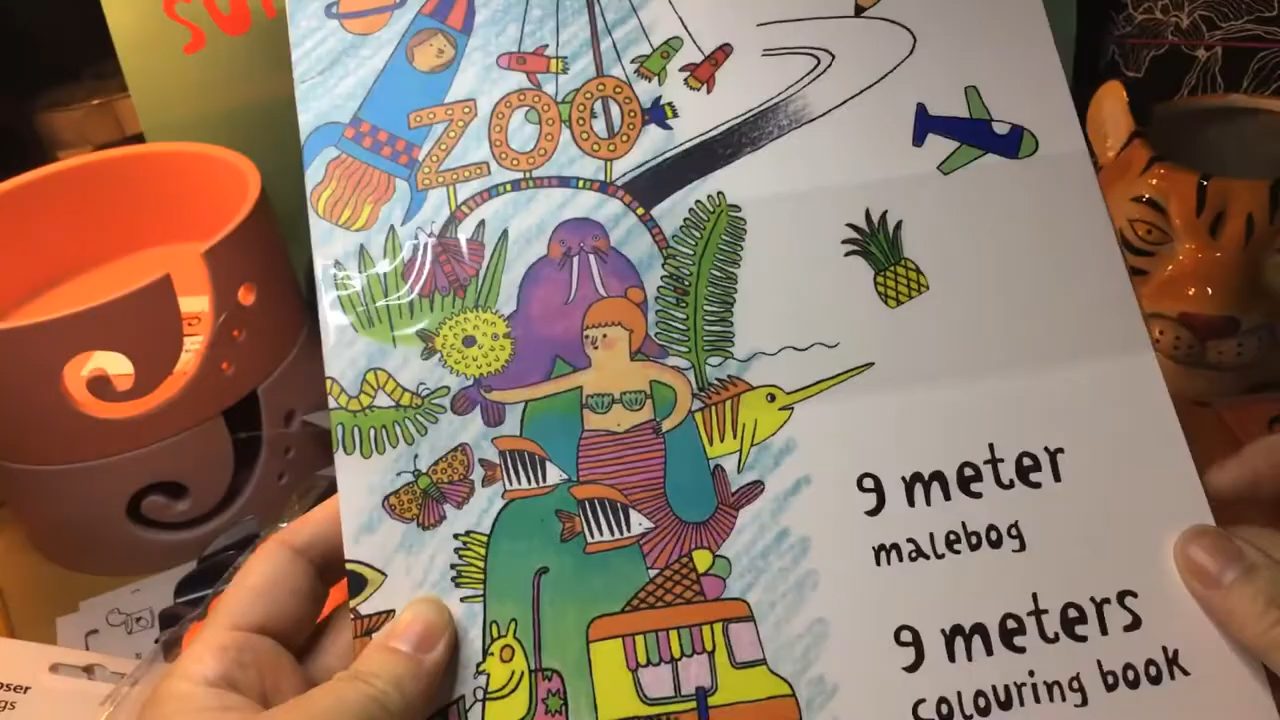 ZOO
9 meter
malebog
9 meters
colouring book